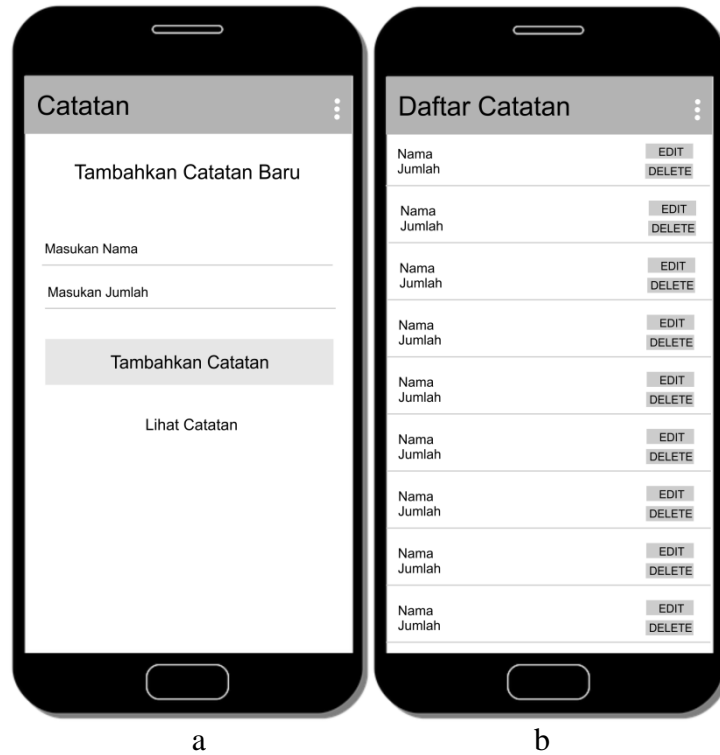 Catatan
Tambahkan Catatan Baru
Masukan Nama
Masukan Jumlah
Tambahkan Catatan
Lihat Catatan
a
Daftar Catatan
Nama
Jumlah
EDIT
DELETE
Nama
Jumlah
EDIT
DELETE
Nama
Jumlah
EDIT
DELETE
Nama
Jumlah
EDIT
DELETE
Nama
Jumlah
EDIT
DELETE
Nama
Jumlah
EDIT
DELETE
Nama
Jumlah
EDIT
DELETE
Nama
Jumlah
EDIT
DELETE
Nama
Jumlah
EDIT
DELETE
b